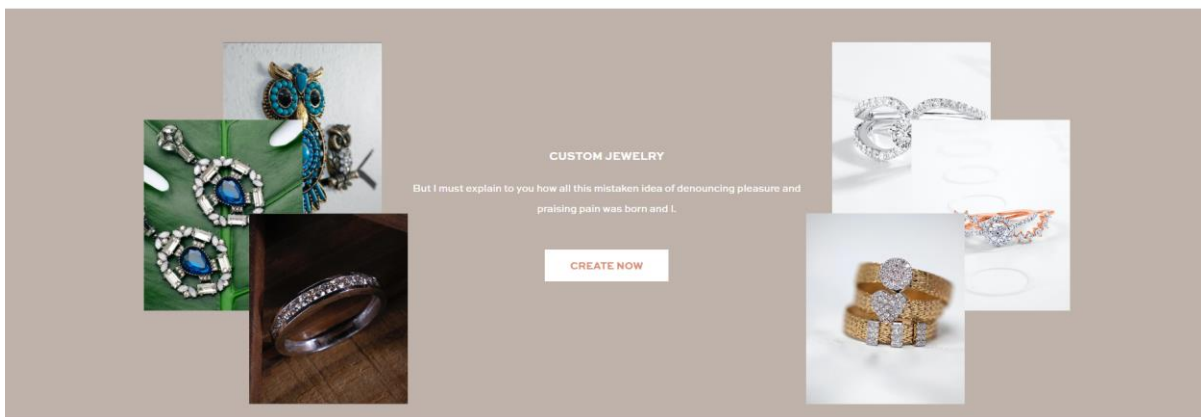 CUSTOM JEWELRY
But I must explain to you how all this mistaken idea of denouncing pleasure and
praising pain was born and I.
CREATE NOW